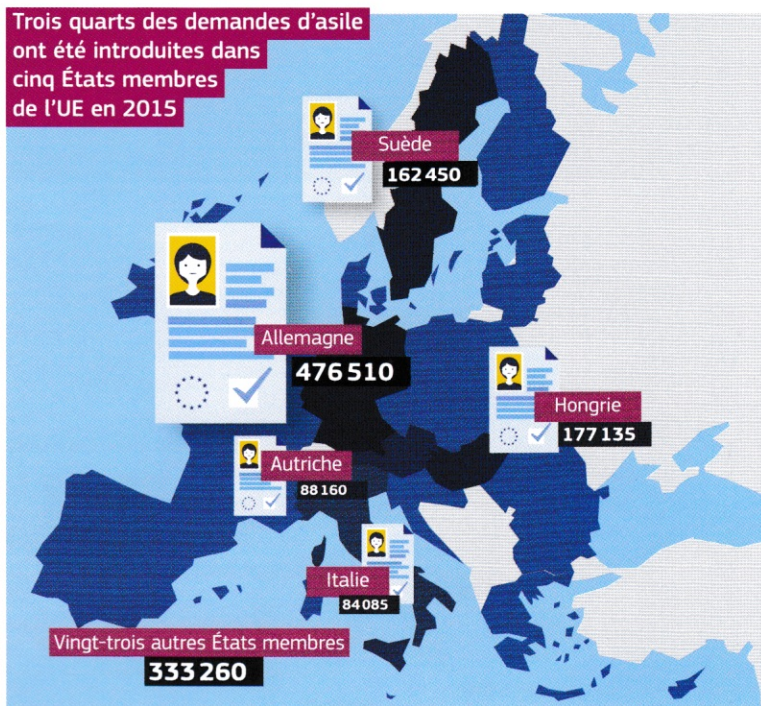 Trois quarts des demandes d'asile
ont été introduites dans
cinq États membres
de l'UE en 2015
Suède
162 450
Allemagne
476 510
Hongrie
177 135
Autriche
88 160
Italie
84 085
Vingt-trois autres États membres
333 260